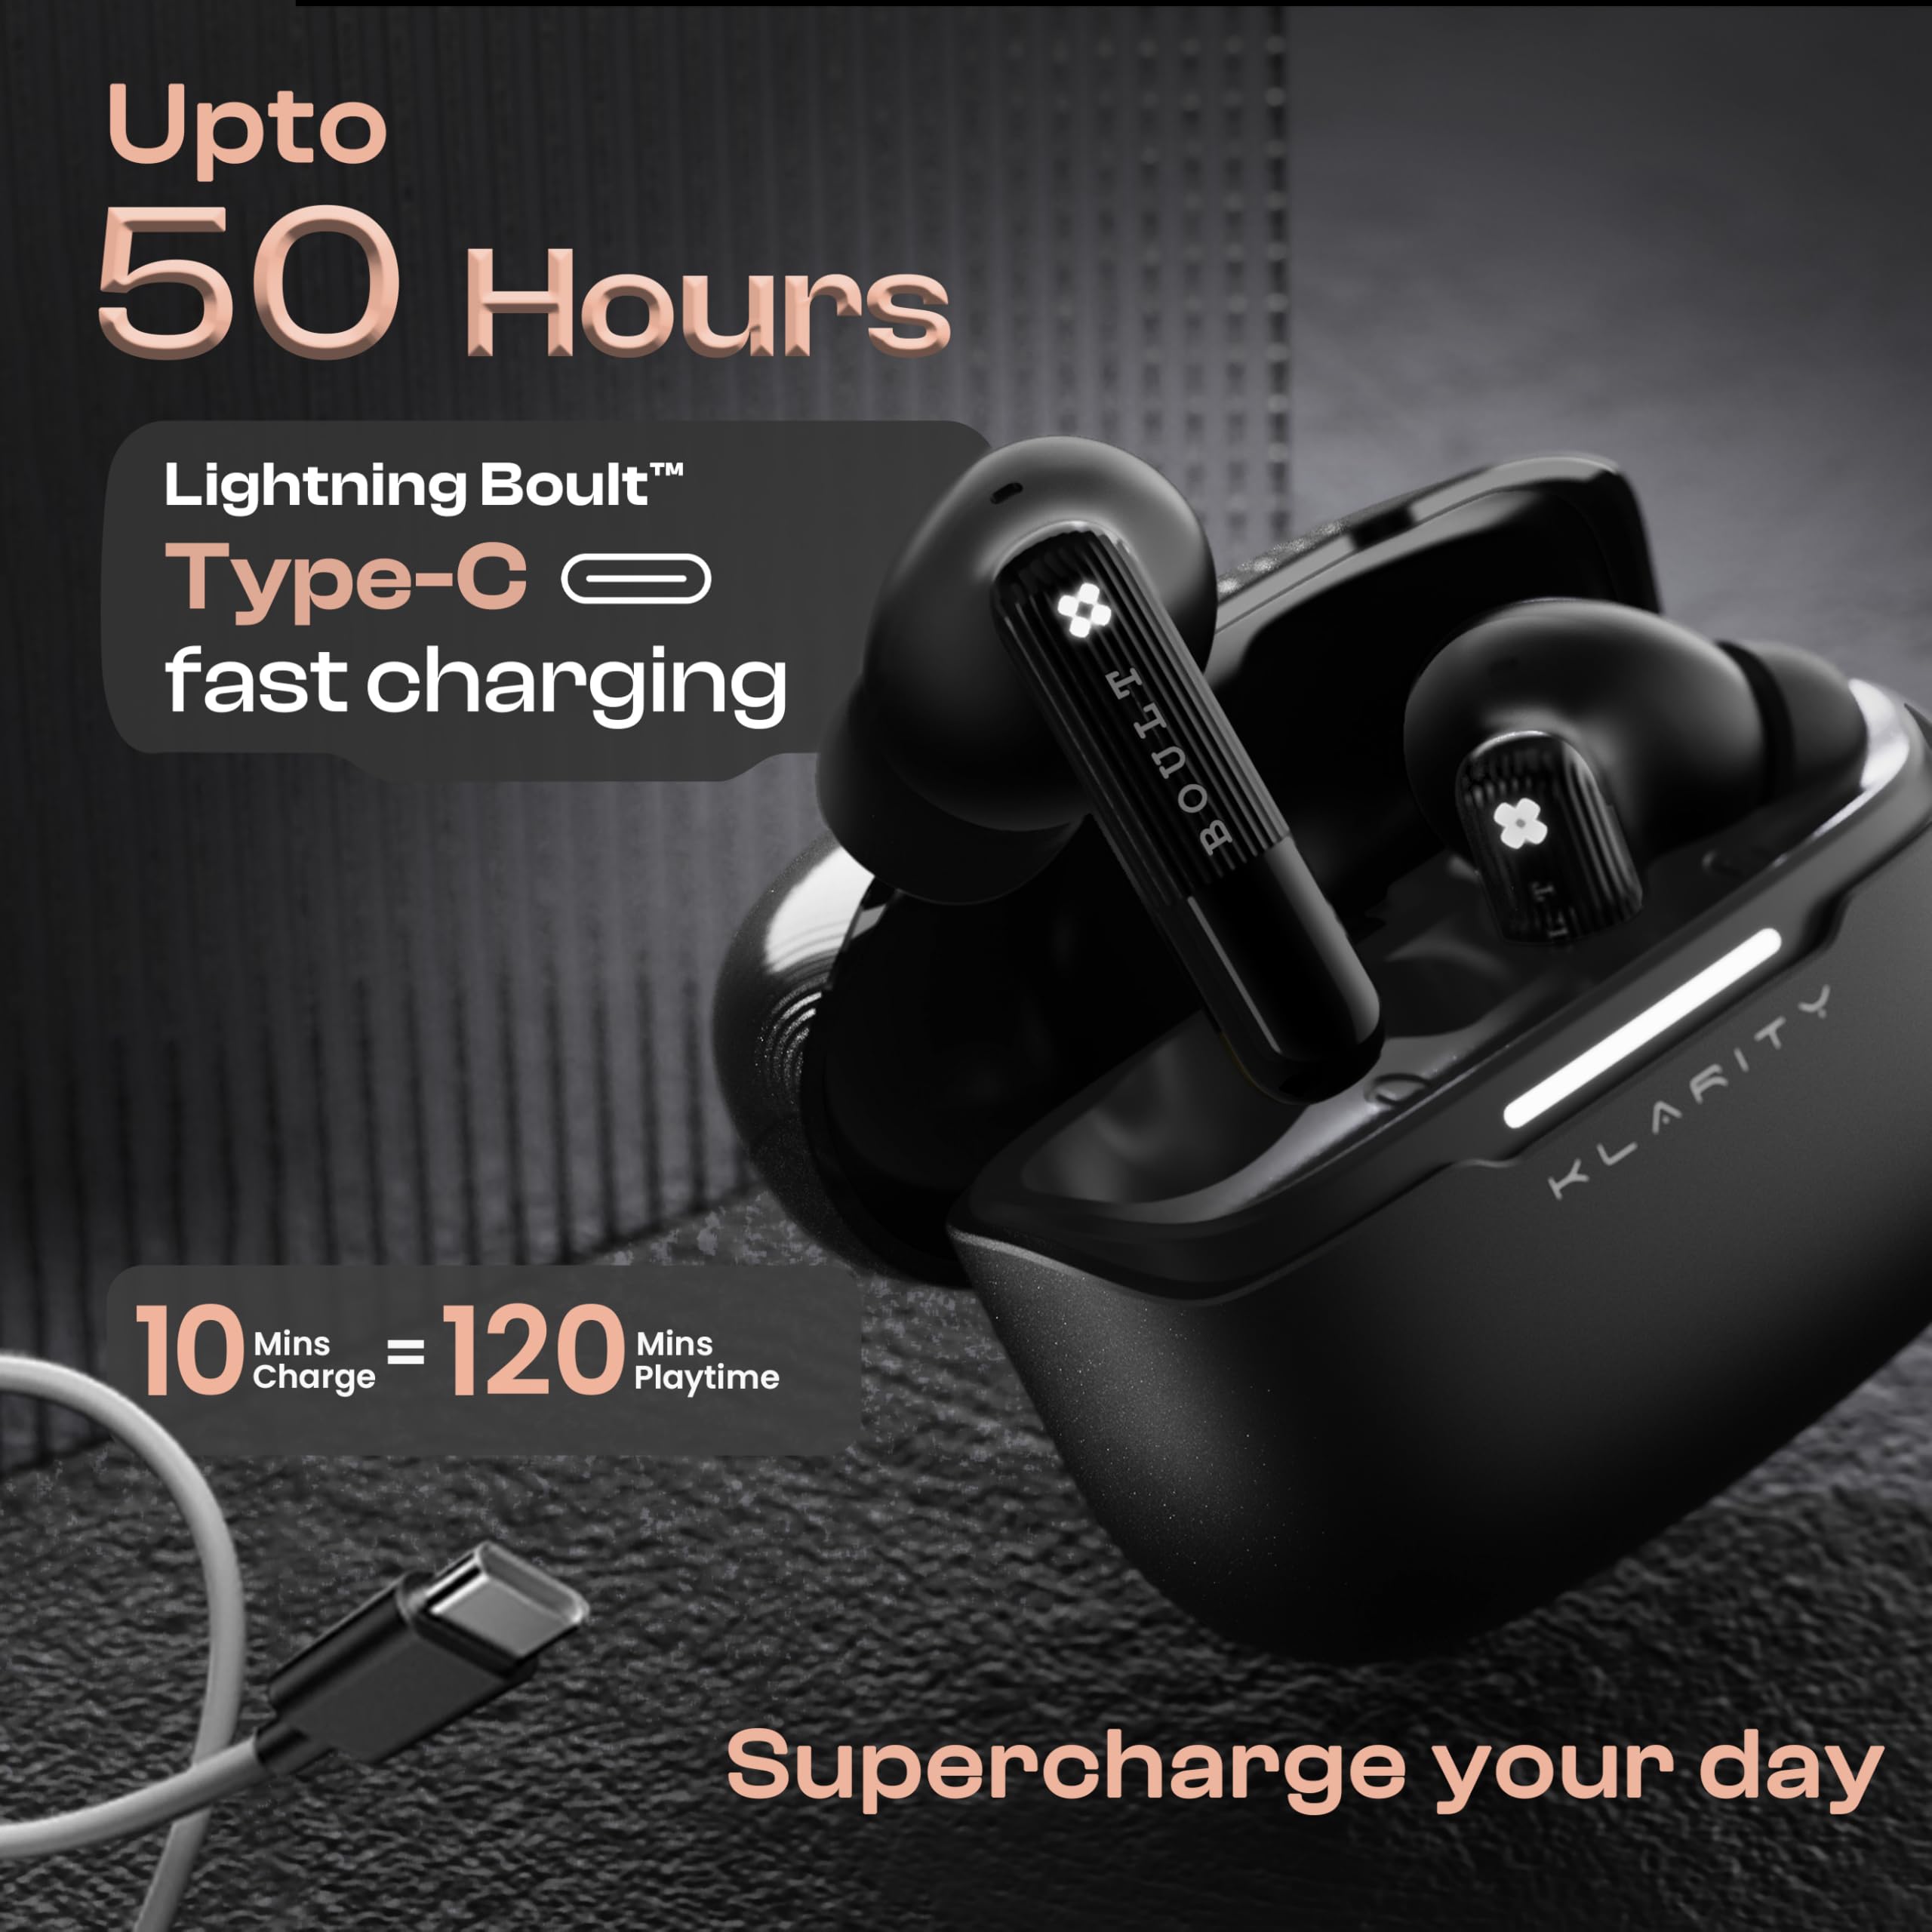 Upto
50 Hours
Lightning Boult™
Type-C
fast charging
BOULT
LT
KLARITY
10 Mins Charge = 120 Mins Playtime
Supercharge your day